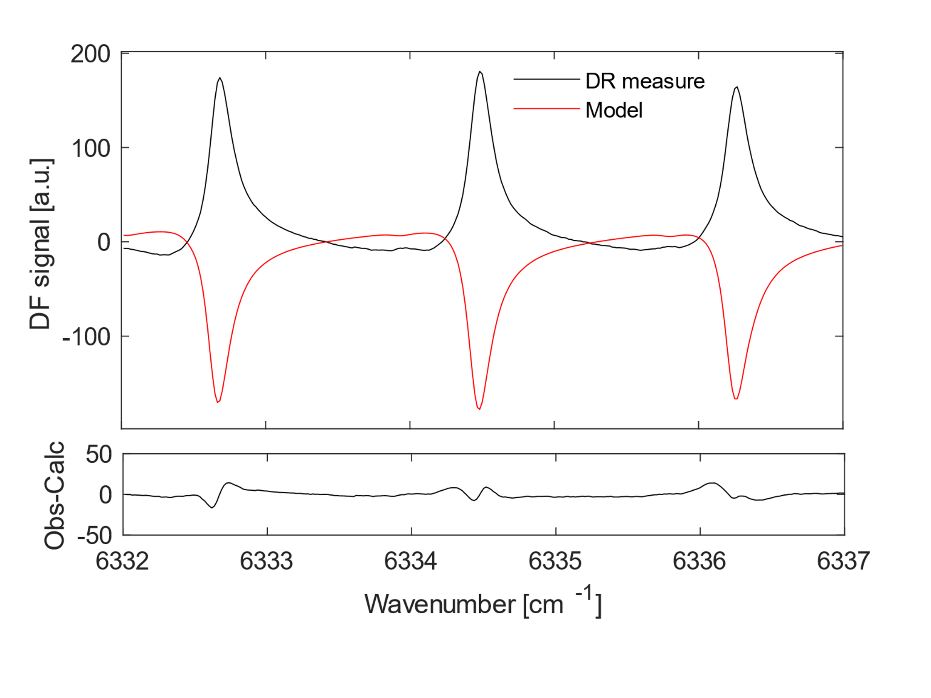 200
100
0
-100
DF signal [a.u.]
DR measure
Model
50
0
-50
Obs-Calc
6332 6333 6334 6335 6336 6337
Wavenumber [cm -1]